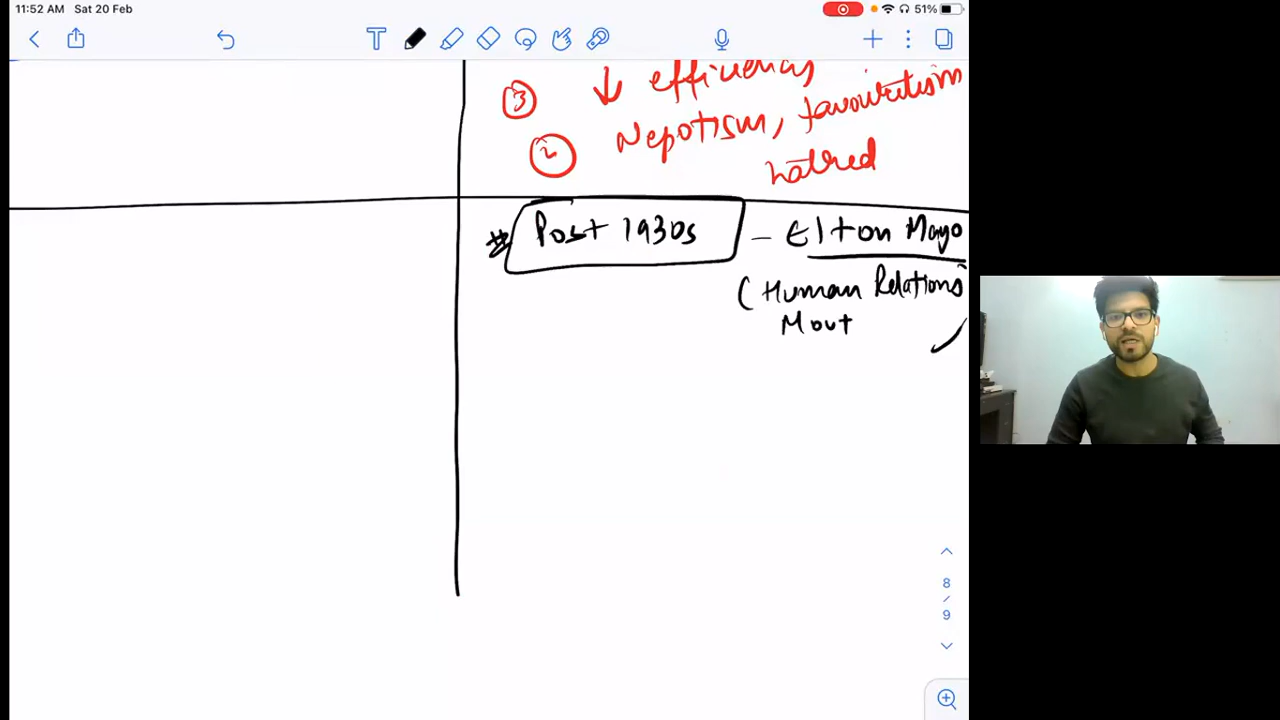 11:52 AM Sat 20 Feb
51%
T
③ ↓ efficiency
② Nepotism, favouritism
hatred
# Post 1930s – Elton Mayo
(Human Relations
Movt
8
/
9